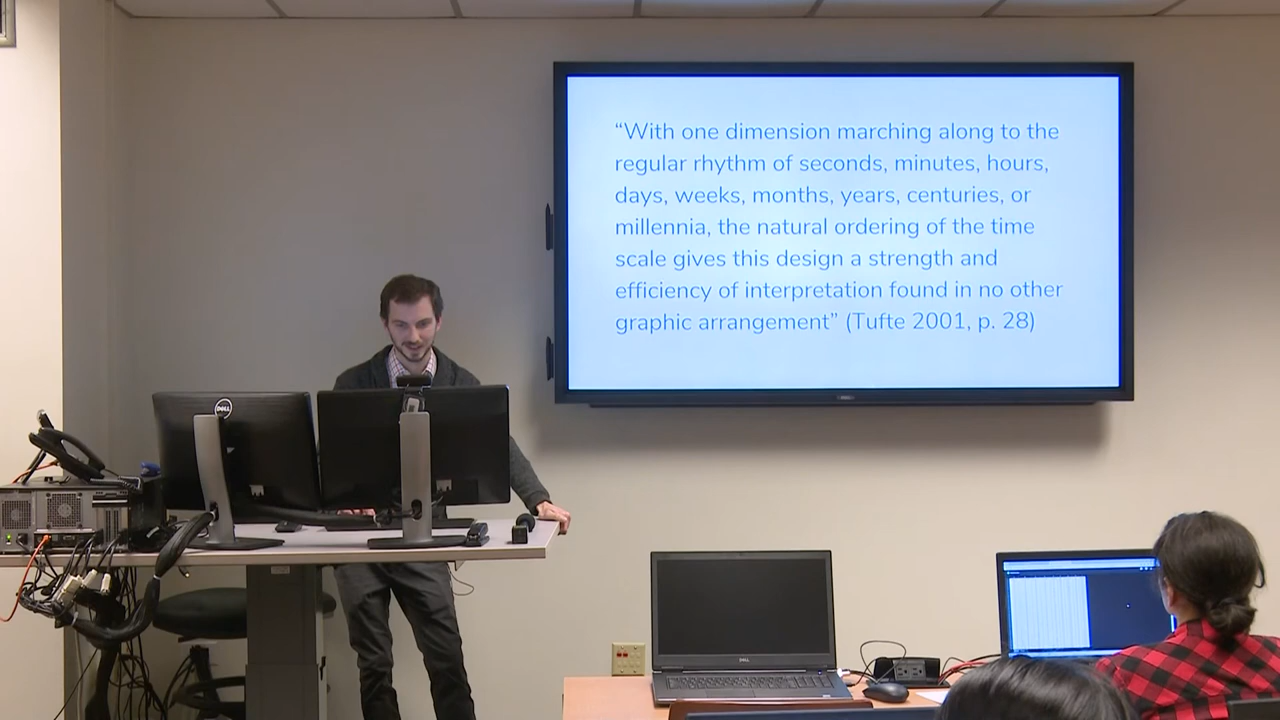 “With one dimension marching along to the
regular rhythm of seconds, minutes, hours,
days, weeks, months, years, centuries, or
millennia, the natural ordering of the time
scale gives this design a strength and
efficiency of interpretation found in no other
graphic arrangement” (Tufte 2001, p. 28)
DELL
DELL